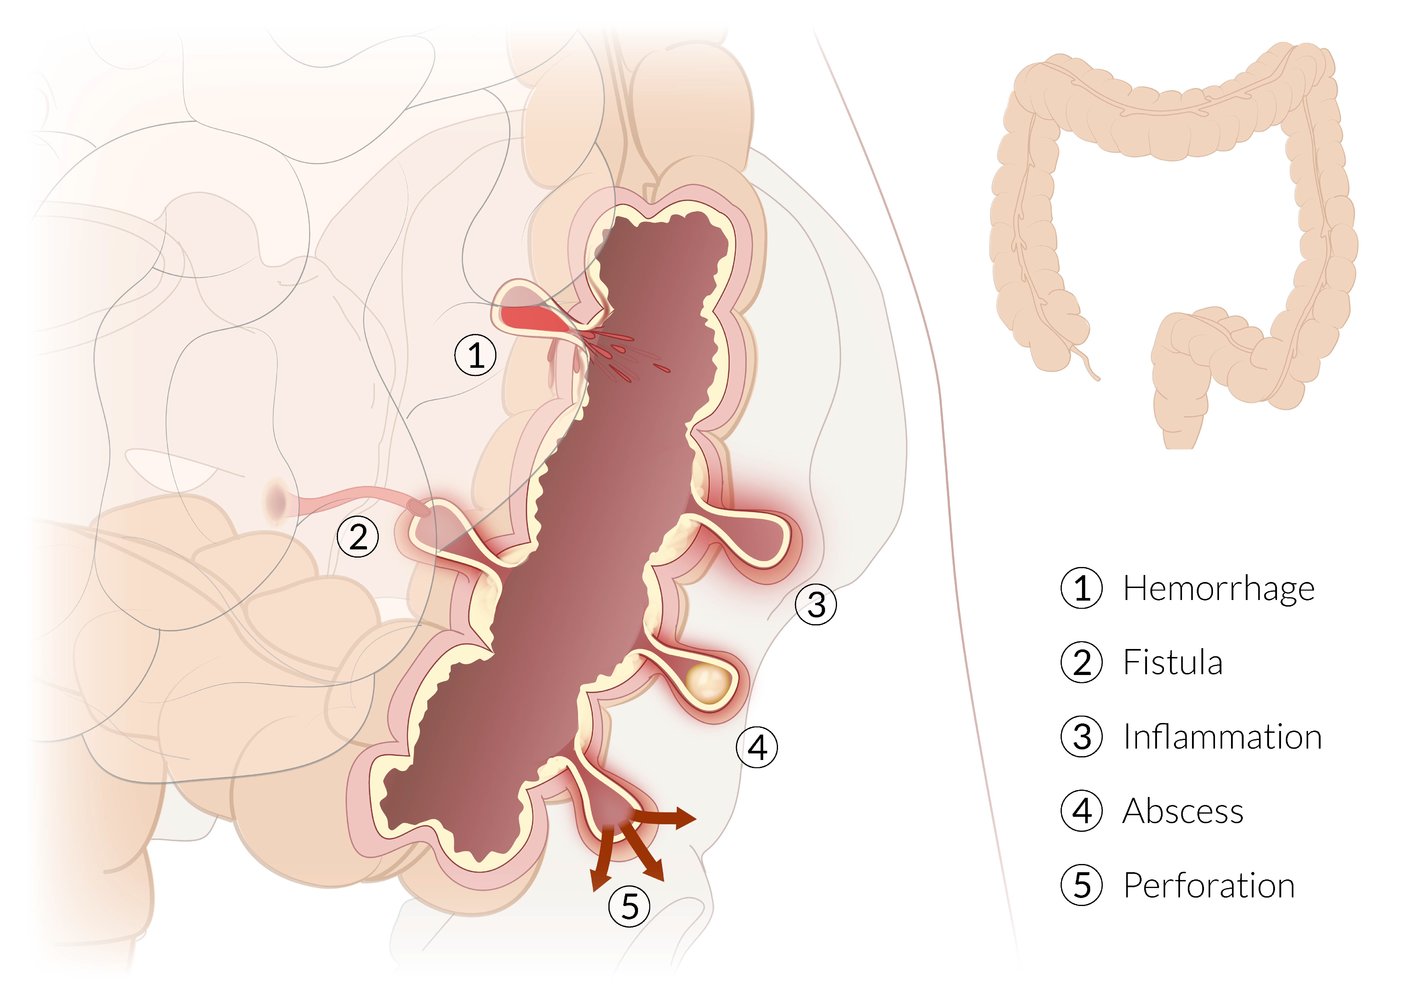 1
2
3
4
5
1 Hemorrhage
2 Fistula
3 Inflammation
4 Abscess
5 Perforation